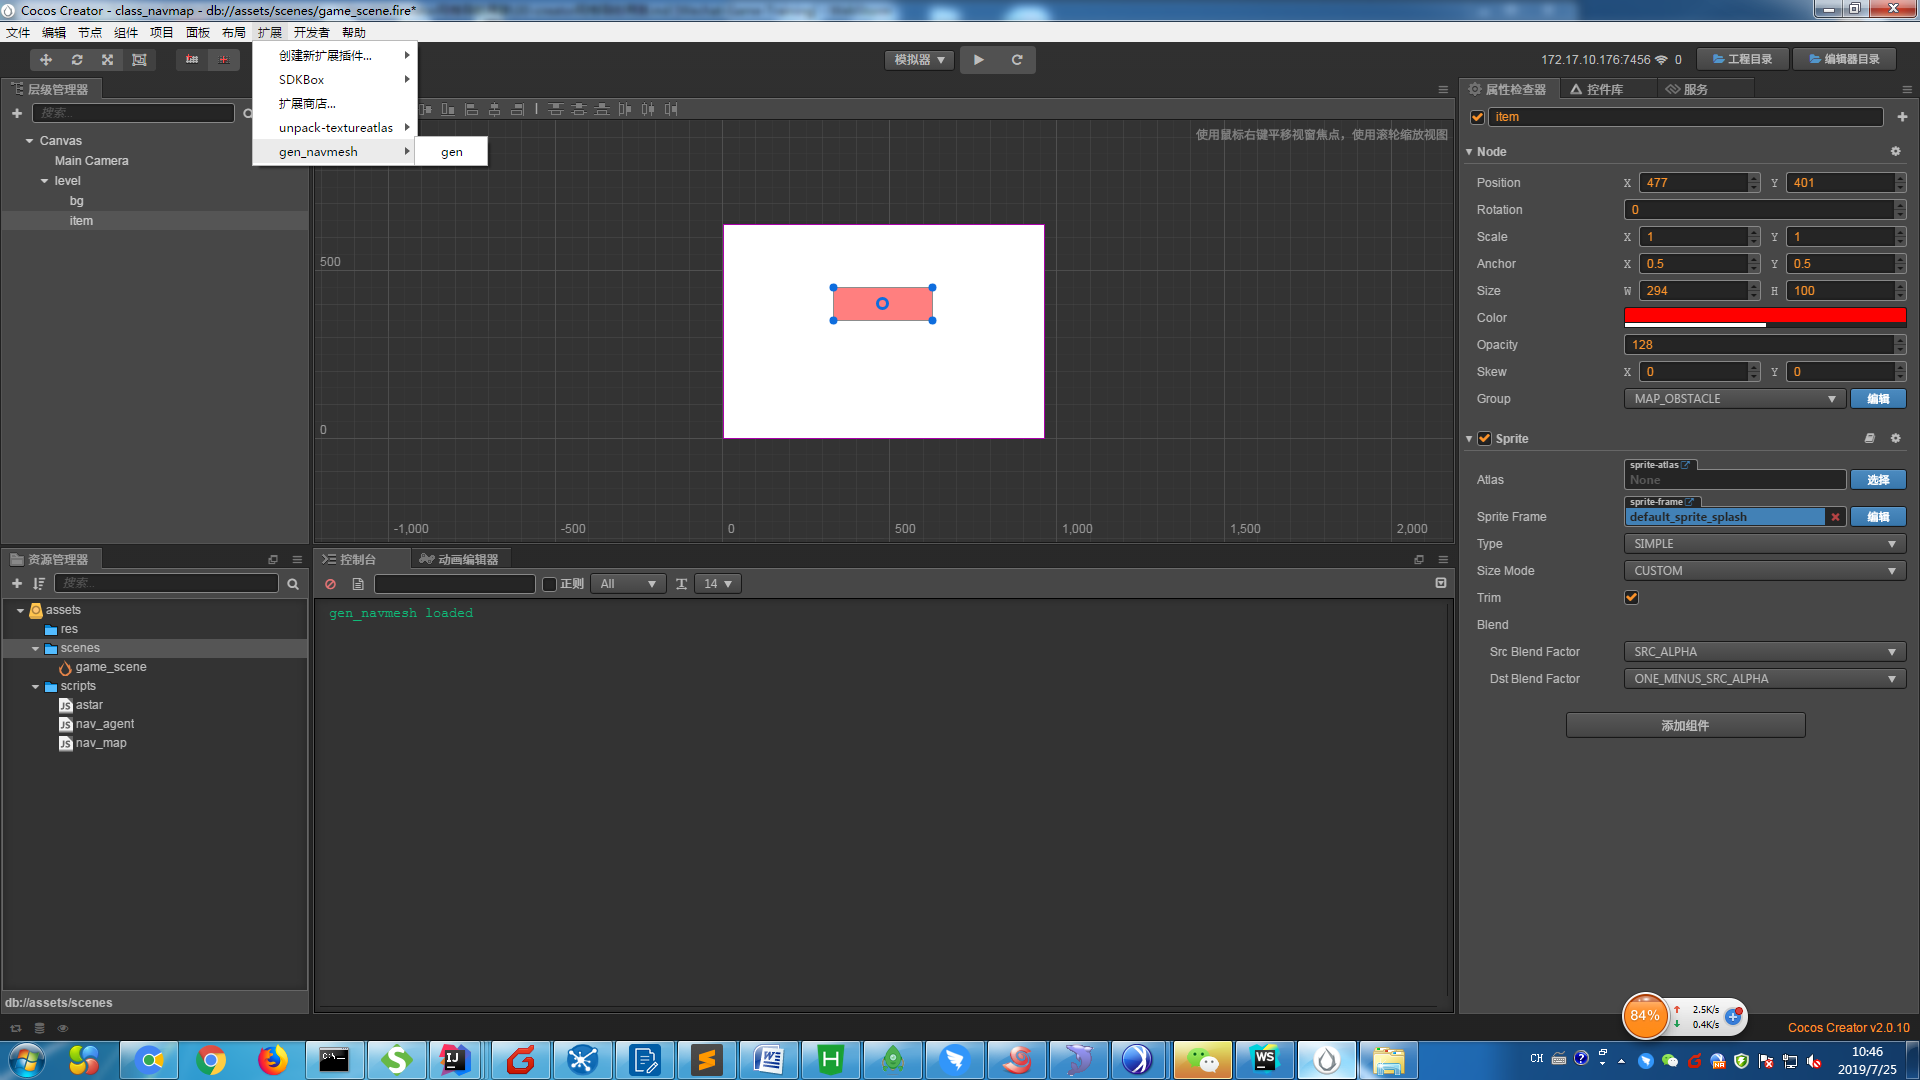 Cocos Creator - class_navmap - db://assets/scenes/game_scene.fire*
文件 编辑 节点 组件 项目 面板 布局 扩展 开发者 帮助
创建新扩展插件...
SDKBox
扩展商店...
unpack-textureatlas
gen_navmesh
gen
模拟器
172.17.10.176:7456 0
工程目录
编辑器目录
层级管理器
搜索...
Canvas
Main Camera
level
bg
item
使用鼠标右键平移视窗焦点，使用滚轮缩放视图
500
0
-1,000 -500 0 500 1,000 1,500 2,000
属性检查器 控件库 服务
item
Node
Position X 477 Y 401
Rotation 0
Scale X 1 Y 1
Anchor X 0.5 Y 0.5
Size W 294 H 100
Color
Opacity 128
Skew X 0 Y 0
Group MAP_OBSTACLE 编辑
Sprite
sprite-atlas
Atlas None 选择
sprite-frame
Sprite Frame default_sprite_splash 编辑
Type SIMPLE
Size Mode CUSTOM
Trim
Blend
Src Blend Factor SRC_ALPHA
Dst Blend Factor ONE_MINUS_SRC_ALPHA
添加组件
资源管理器
搜索...
assets
res
scenes
game_scene
scripts
JS astar
JS nav_agent
JS nav_map
db://assets/scenes
控制台 动画编辑器
正则 All 14
gen_navmesh loaded
84%
2.5K/s
0.4K/s
Cocos Creator v2.0.10
CH
10:46
2019/7/25